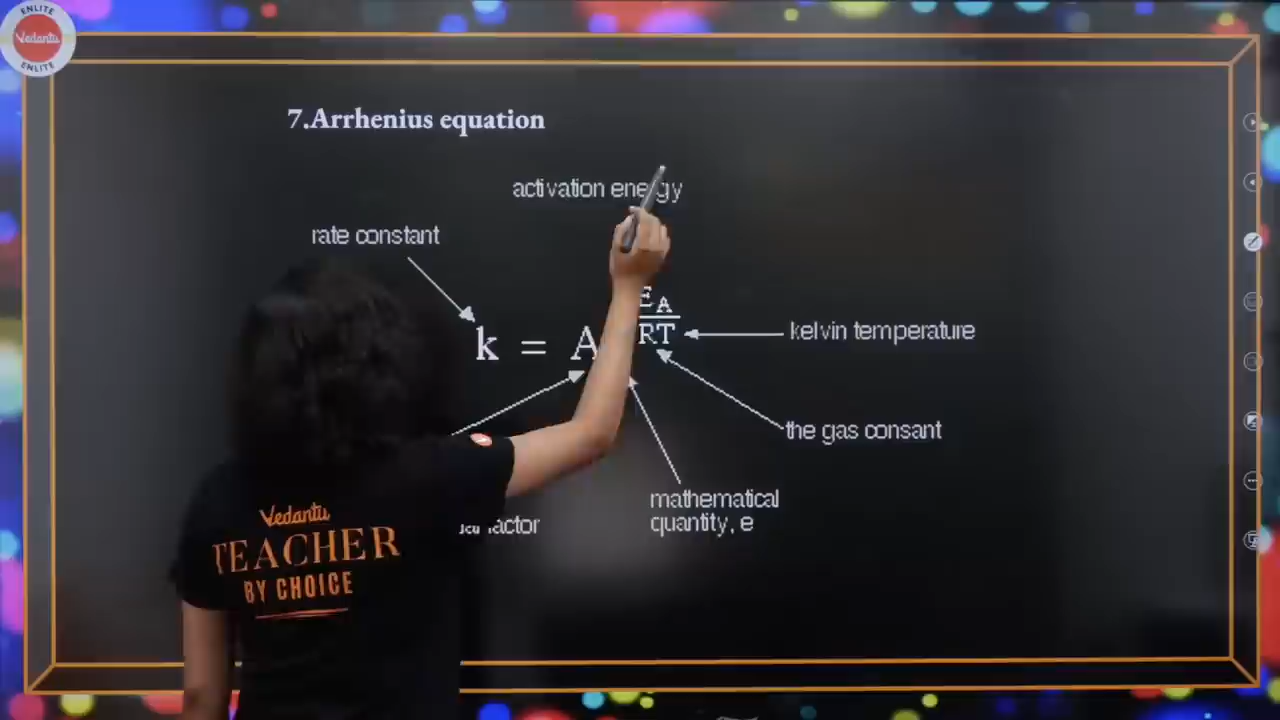 ENLITE
Vedantu
ENLITE
7.Arrhenius equation
activation energy
rate constant
k = A
E A
RT
kelvin temperature
the gas consant
mathematical
quantity, e
factor
Vedantu
TEACHER
BY CHOICE